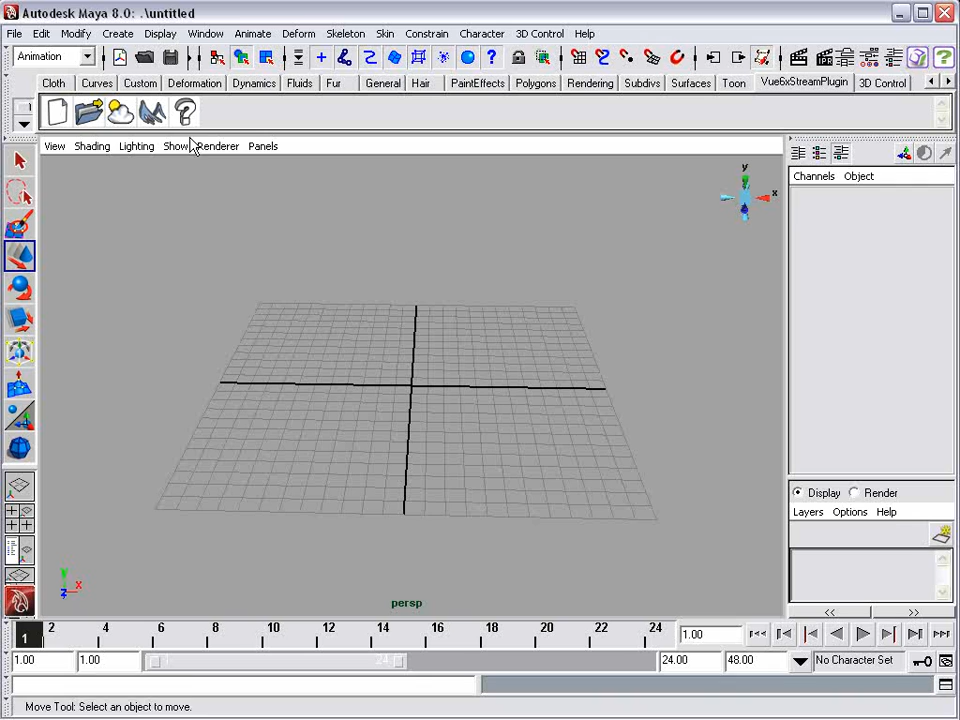 Autodesk Maya 8.0: .\untitled
File Edit Modify Create Display Window Animate Deform Skeleton Skin Constrain Character 3D Control Help
Animation
Cloth Curves Custom Deformation Dynamics Fluids Fur General Hair PaintEffects Polygons Rendering Subdivs Surfaces Toon Vue6xStreamPlugin 3D Control
View Shading Lighting Show Renderer Panels
Channels Object
y
x
Display Render
Layers Options Help
y
x
z
persp
<< >>
1 2 4 6 8 10 12 14 16 18 20 22 24 1.00
1.00 1.00 1 24 24.00 48.00 No Character Set
Move Tool: Select an object to move.